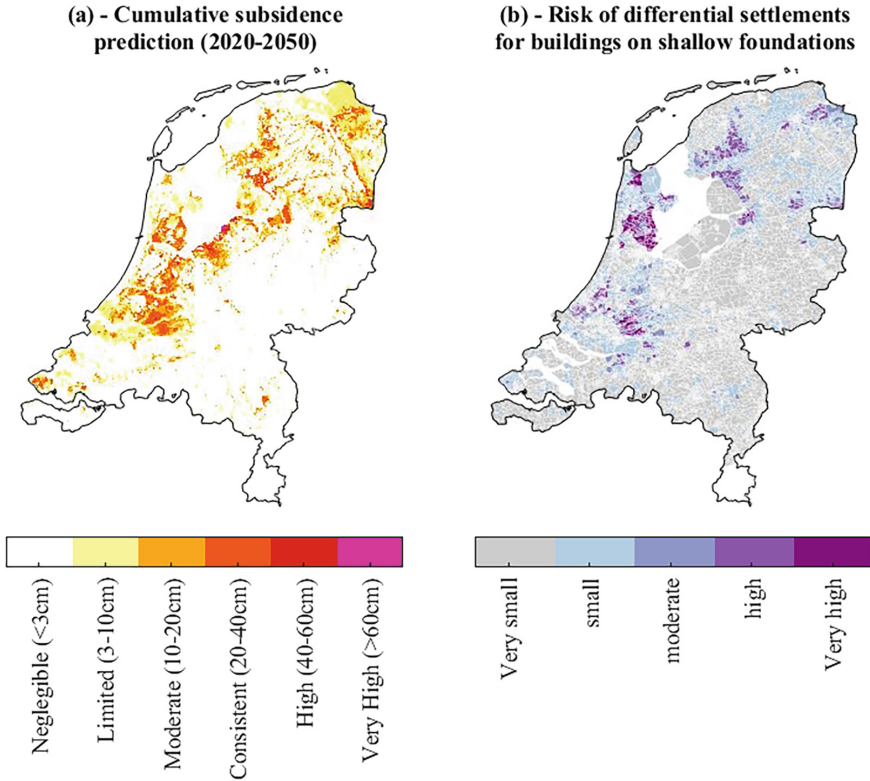 (a) - Cumulative subsidence
prediction (2020-2050)
(b) - Risk of differential settlements
for buildings on shallow foundations
Neglegible (<3cm)
Limited (3-10cm)
Moderate (10-20cm)
Consistent (20-40cm)
High (40-60cm)
Very High (>60cm)
Very small
small
moderate
high
Very high